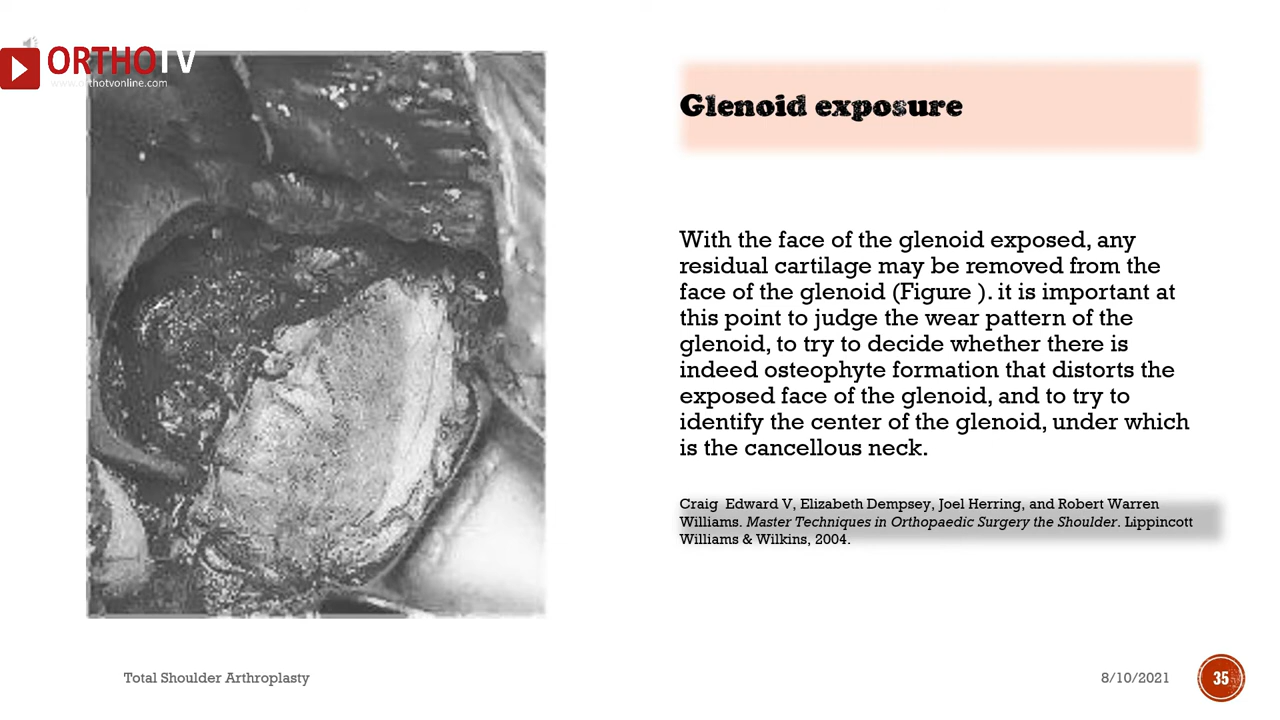 ORTHOTV
www.orthotvonline.com
Glenoid exposure
With the face of the glenoid exposed, any
residual cartilage may be removed from the
face of the glenoid (Figure ). it is important at
this point to judge the wear pattern of the
glenoid, to try to decide whether there is
indeed osteophyte formation that distorts the
exposed face of the glenoid, and to try to
identify the center of the glenoid, under which
is the cancellous neck.
Craig Edward V, Elizabeth Dempsey, Joel Herring, and Robert Warren
Williams. Master Techniques in Orthopaedic Surgery the Shoulder. Lippincott
Williams & Wilkins, 2004.
Total Shoulder Arthroplasty
8/10/2021
35